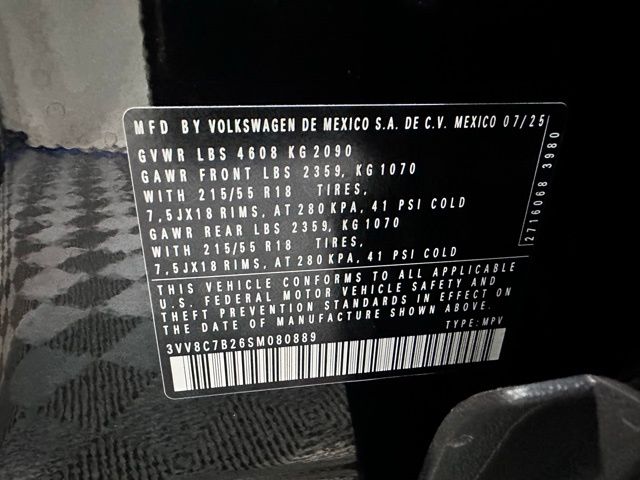 MFD BY VOLKSWAGEN DE MEXICO S.A. DE C.V. MEXICO 07/25
GVWR LBS 4608 KG 2090
GAWR FRONT LBS 2359, KG 1070
WITH 215/55 R18 TIRES,
7,5JX18 RIMS, AT 280 KPA, 41 PSI COLD
GAWR REAR LBS 2359, KG 1070
WITH 215/55 R18 TIRES,
7,5JX18 RIMS, AT 280 KPA, 41 PSI COLD
THIS VEHICLE CONFORMS TO ALL APPLICABLE
U.S. FEDERAL MOTOR VEHICLE SAFETY AND
THEFT PREVENTION STANDARDS IN EFFECT ON
THE DATE OF MANUFACTURE SHOWN ABOVE.
3VV8C7B26SM080889 TYPE: MPV
2716068 3980